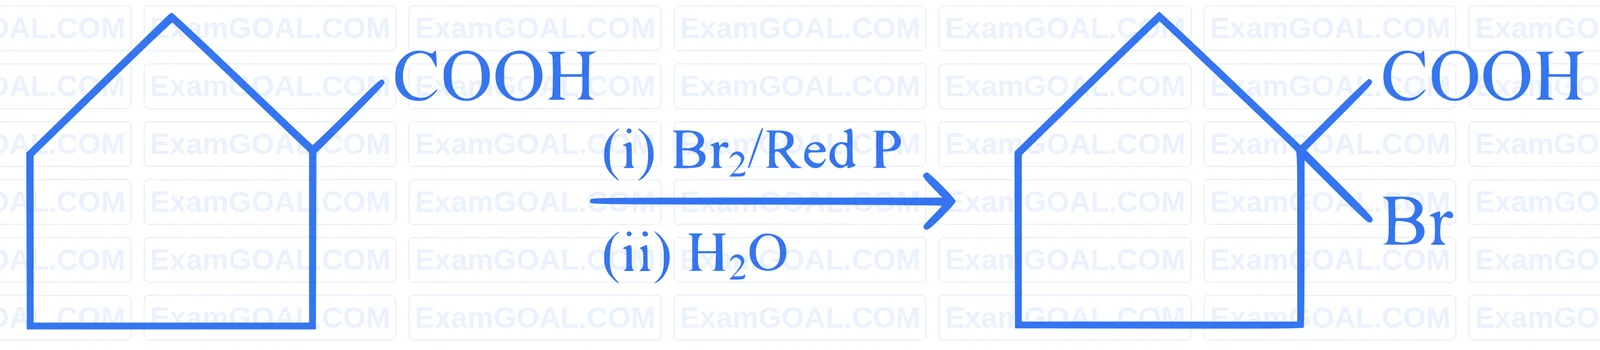 COOH
(i) Br₂/Red P
(ii) H₂O
COOH
Br
ExamGOAL.COM